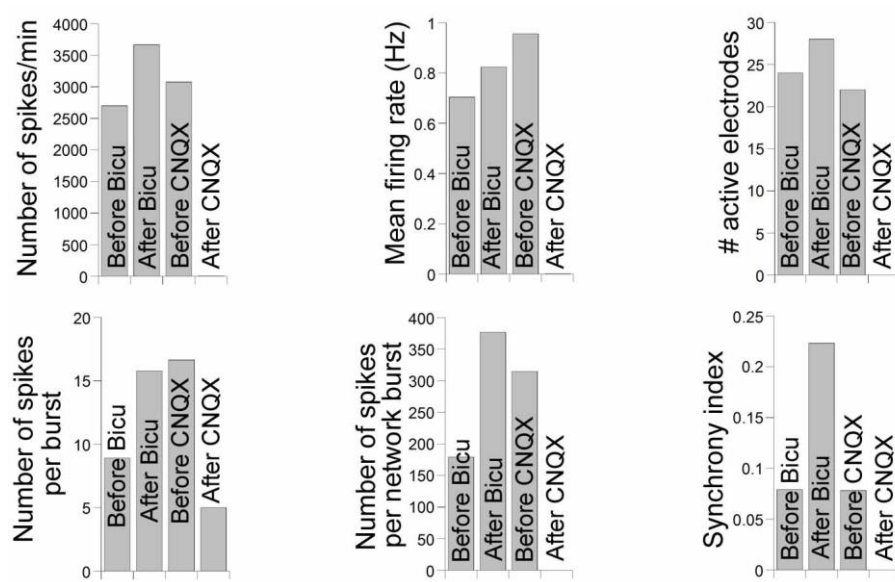 Number of spikes/min
4000
3500
3000
2500
2000
1500
1000
500
0
Before Bicu
After Bicu
Before CNQX
After CNQX
Mean firing rate (Hz)
1
0.8
0.6
0.4
0.2
0
Before Bicu
After Bicu
Before CNQX
After CNQX
# active electrodes
30
25
20
15
10
5
0
Before Bicu
After Bicu
Before CNQX
After CNQX
Number of spikes
per burst
20
15
10
5
0
Before Bicu
After Bicu
Before CNQX
After CNQX
Number of spikes
per network burst
400
350
300
250
200
150
100
50
0
Before Bicu
After Bicu
Before CNQX
After CNQX
Synchrony index
0.25
0.2
0.15
0.1
0.05
0
Before Bicu
After Bicu
Before CNQX
After CNQX